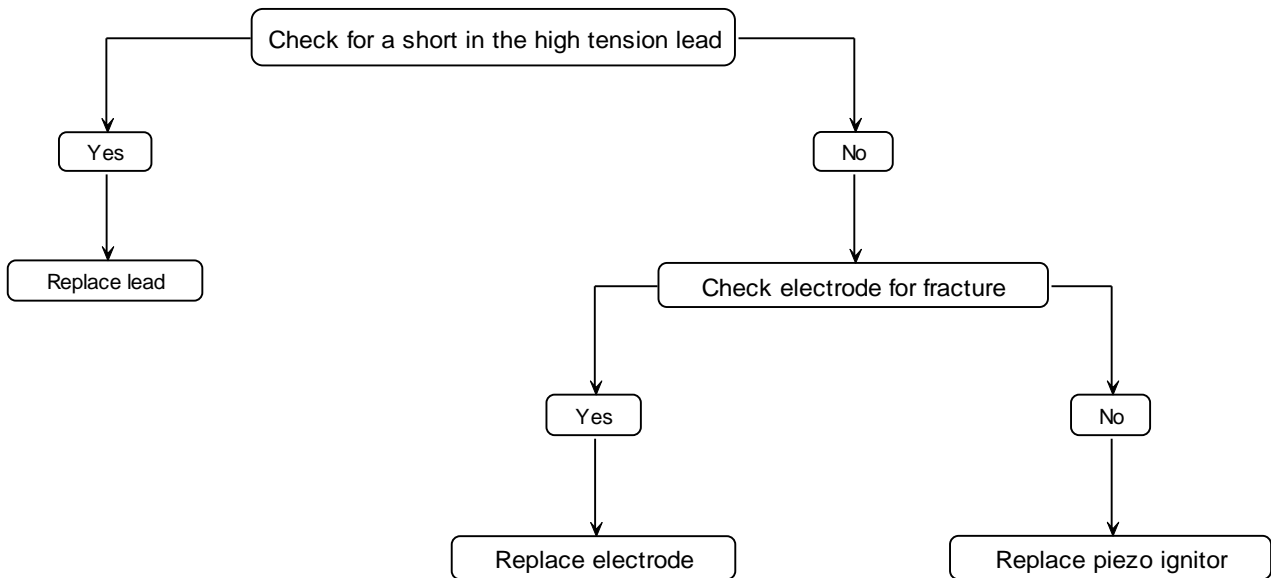 Check for a short in the high tension lead
Yes
No
Replace lead
Check electrode for fracture
Yes
No
Replace electrode
Replace piezo ignitor